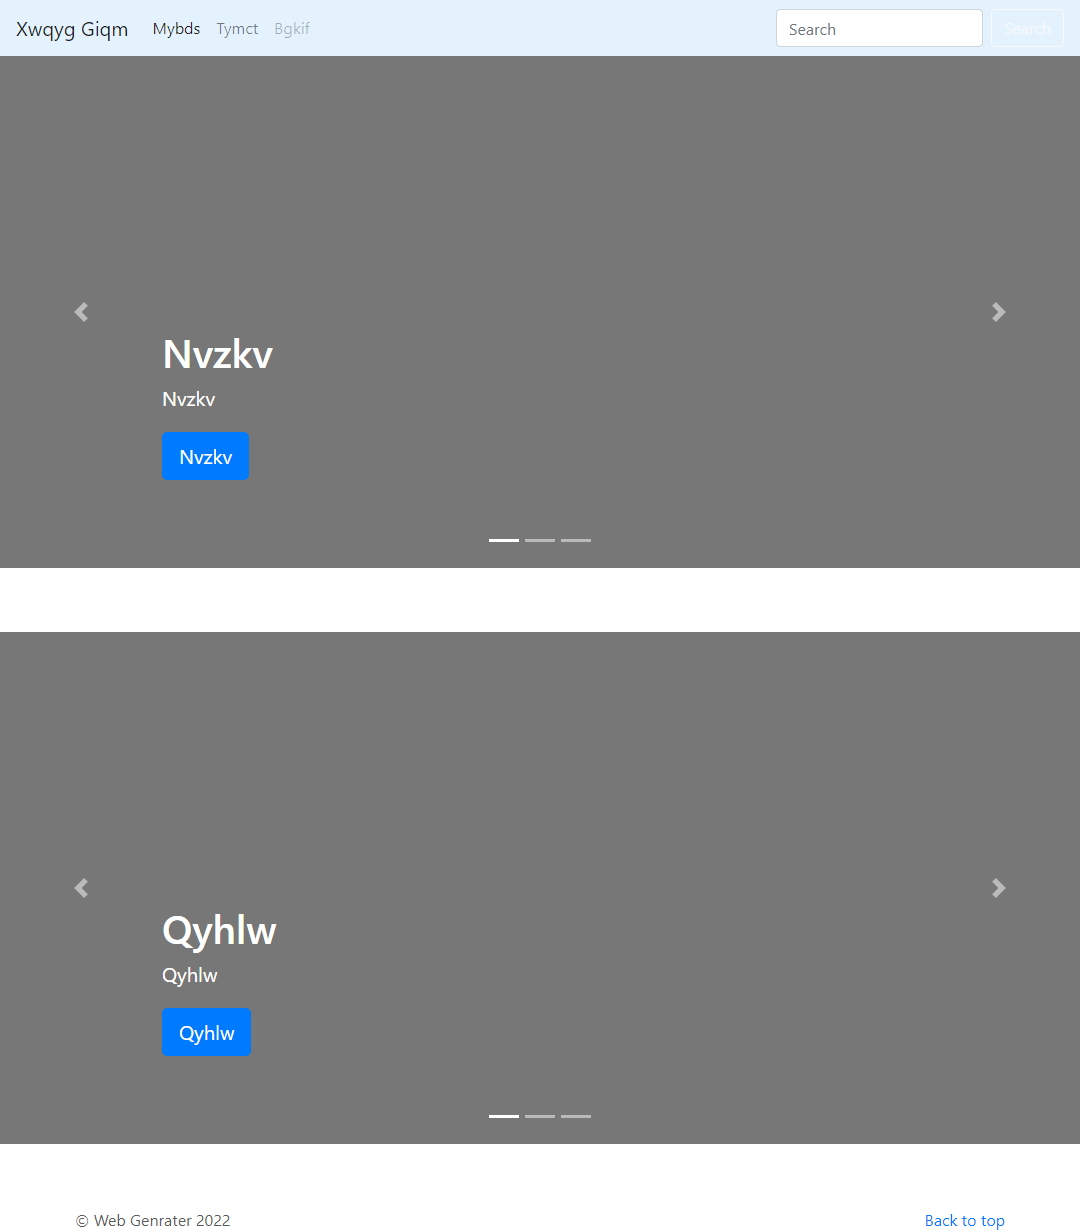 Xwqyg Giqm Mybds Tymct Bgkif Search Search
Nvzkv
Nvzkv
Nvzkv
Qyhlw
Qyhlw
Qyhlw
© Web Genrater 2022 Back to top